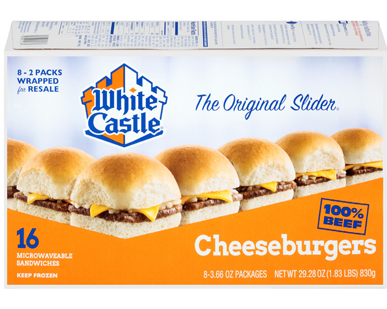 8 - 2 PACKS
WRAPPED
for RESALE
White
Castle®
The Original Slider®
100%
BEEF
16
MICROWAVEABLE
SANDWICHES
KEEP FROZEN
Cheeseburgers
8-3.66 OZ PACKAGES NET WT 29.28 OZ (1.83 LBS) 830g